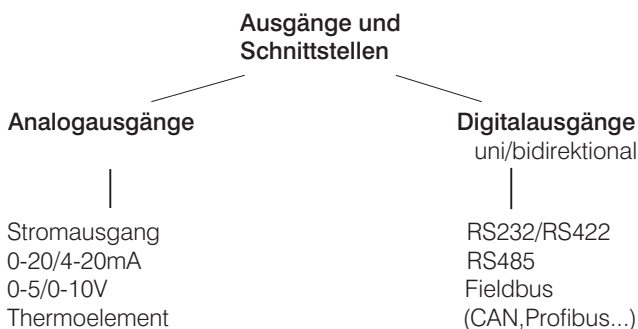 Ausgänge und
Schnittstellen
Analogausgänge
Digitalausgänge
uni/bidirektional
Stromausgang
0-20/4-20mA
0-5/0-10V
Thermoelement
RS232/RS422
RS485
Fieldbus
(CAN,Profibus...)